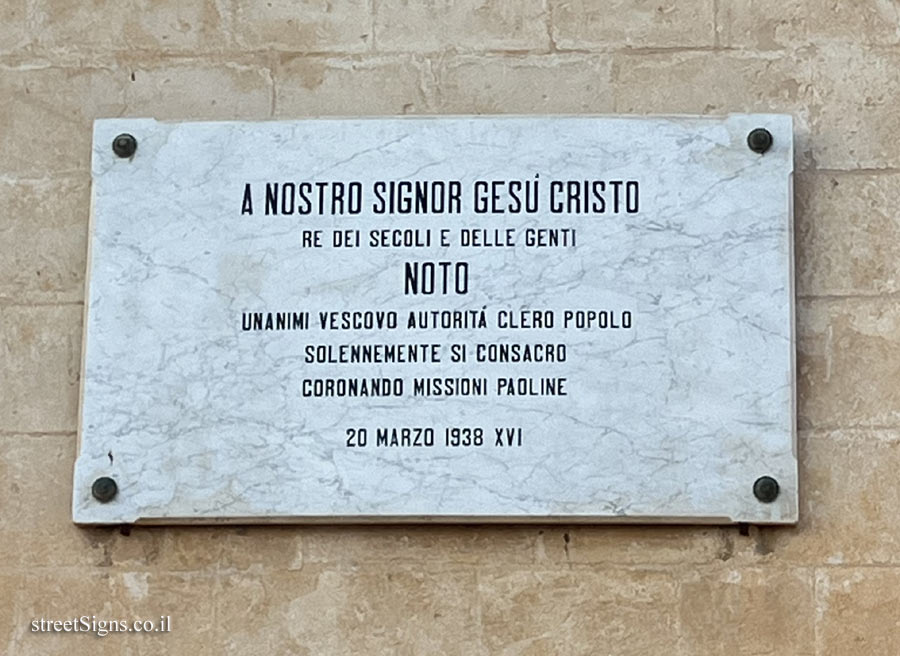 A NOSTRO SIGNOR GESÚ CRISTO
RE DEI SECOLI E DELLE GENTI
NOTO
UNANIMI VESCOVO AUTORITÁ CLERO POPOLO
SOLENNEMENTE SI CONSACRO
CORONANDO MISSIONI PAOLINE
20 MARZO 1938 XVI
streetSigns.co.il